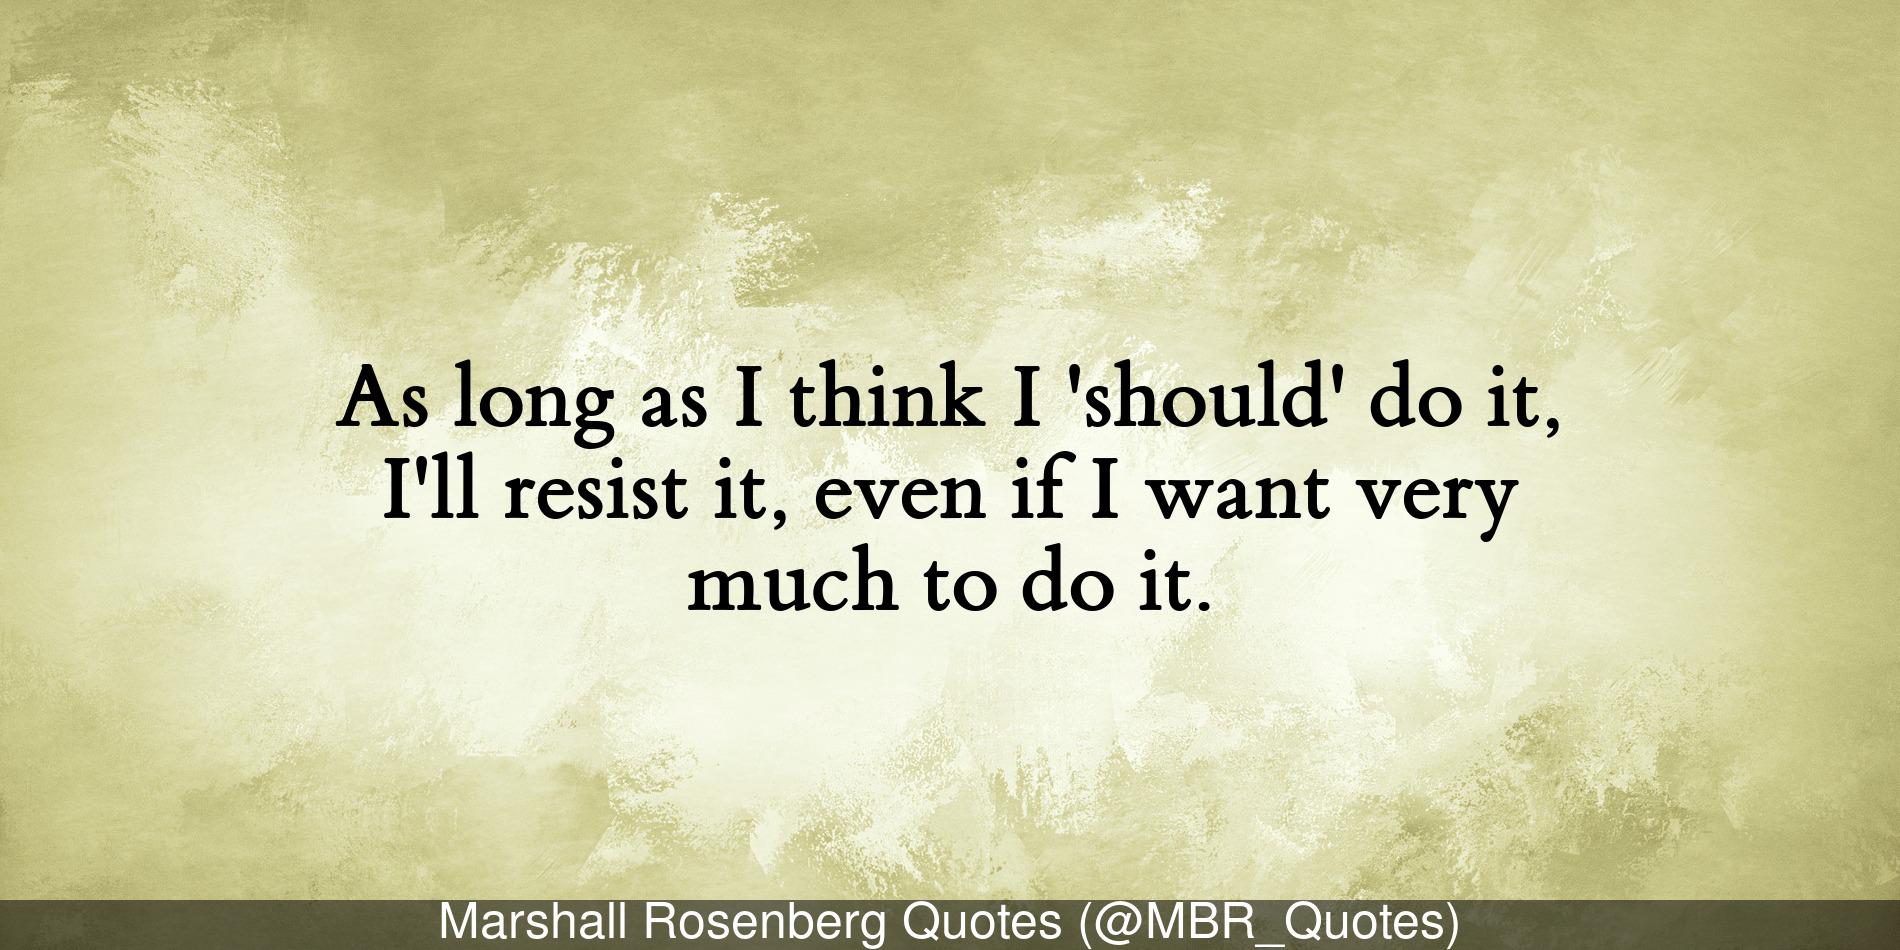 As long as I think I 'should' do it,
I'll resist it, even if I want very
much to do it.
Marshall Rosenberg Quotes (@MBR_Quotes)